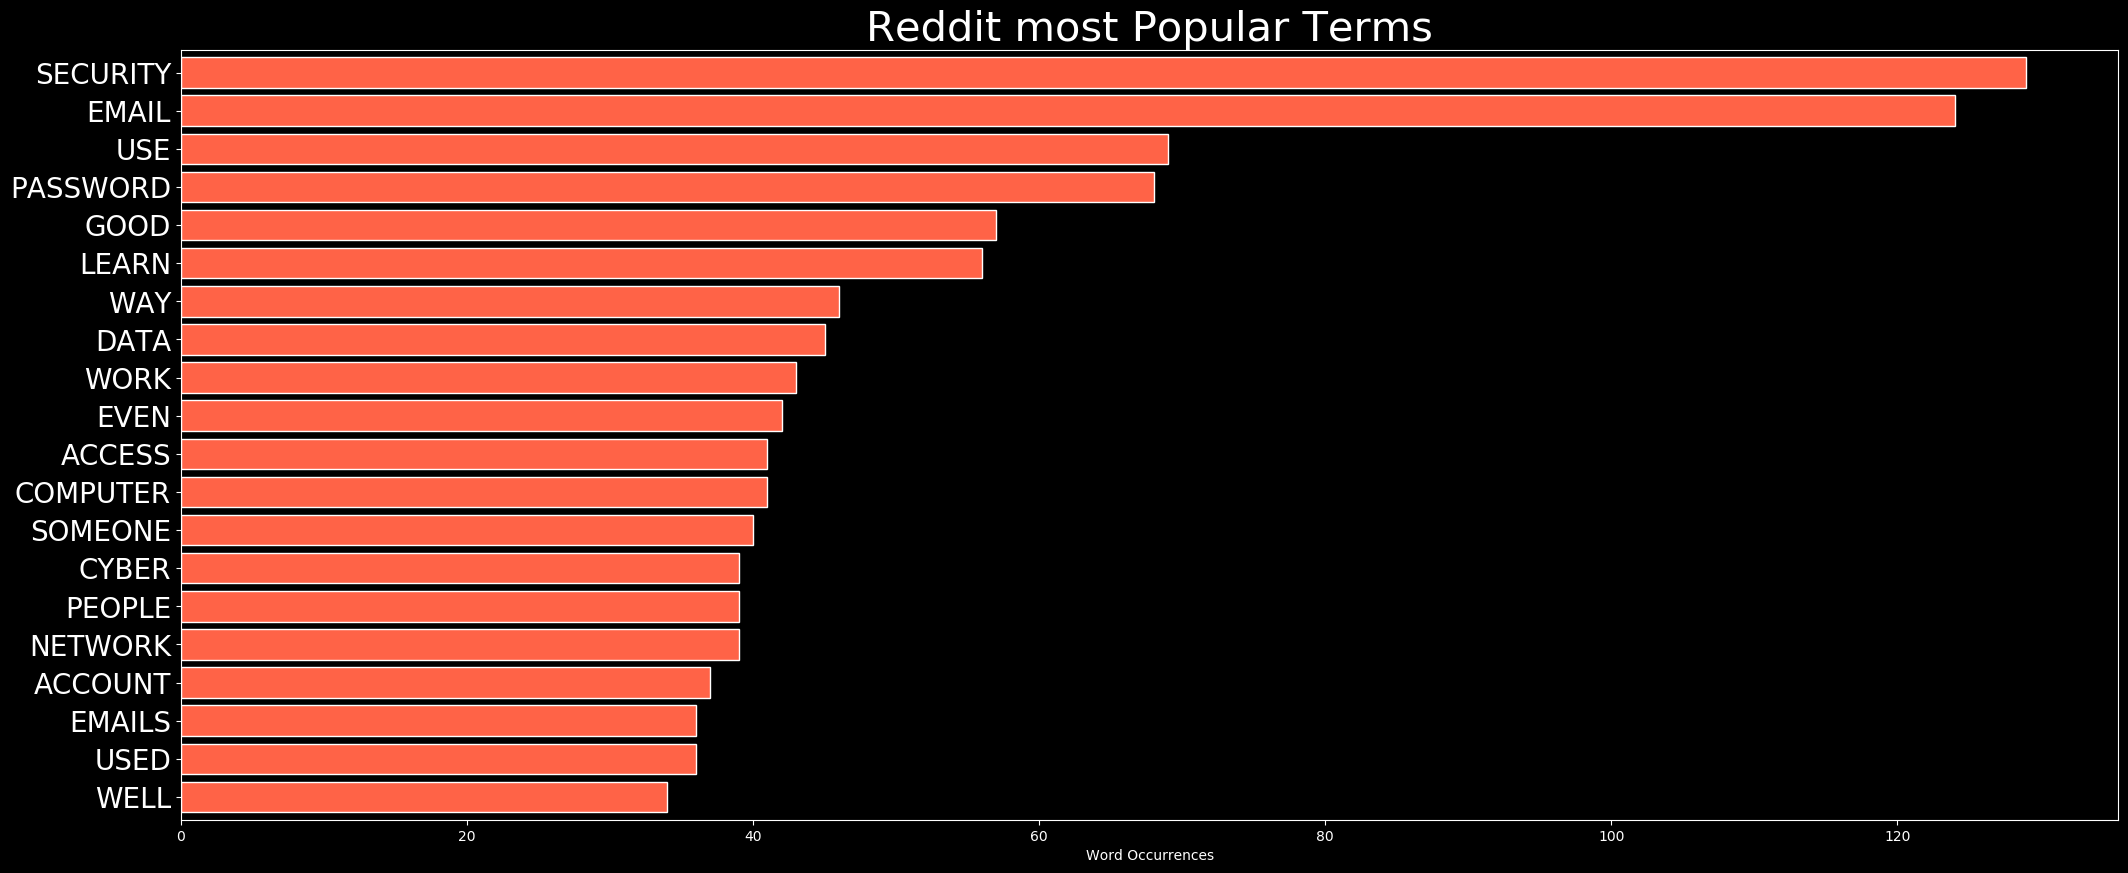 Reddit most Popular Terms
SECURITY
EMAIL
USE
PASSWORD
GOOD
LEARN
WAY
DATA
WORK
EVEN
ACCESS
COMPUTER
SOMEONE
CYBER
PEOPLE
NETWORK
ACCOUNT
EMAILS
USED
WELL
0 20 40 60 80 100 120
Word Occurrences